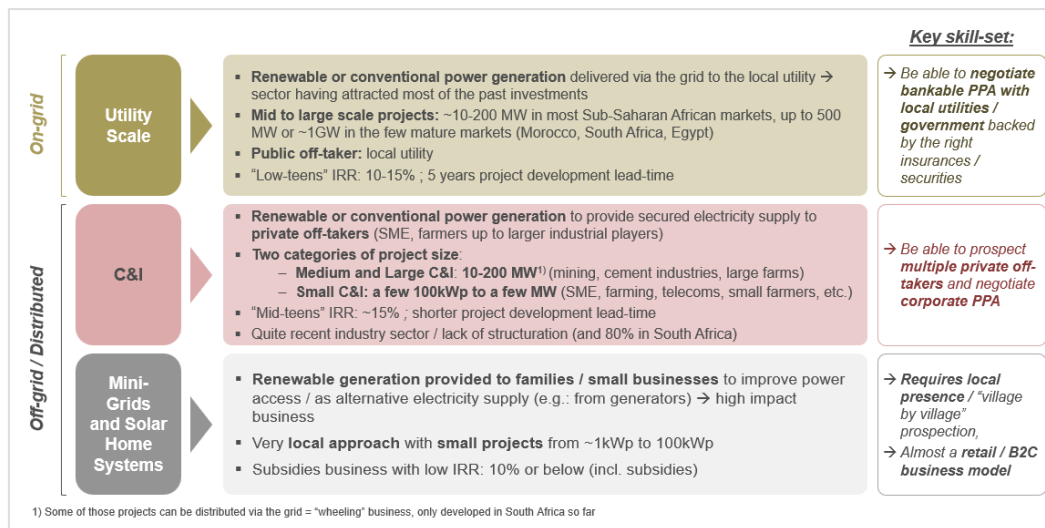 Key skill-set:
On-grid
Utility
Scale
▪ Renewable or conventional power generation delivered via the grid to the local utility →
sector having attracted most of the past investments
▪ Mid to large scale projects: ~10-200 MW in most Sub-Saharan African markets, up to 500
MW or ~1GW in the few mature markets (Morocco, South Africa, Egypt)
▪ Public off-taker: local utility
▪ "Low-teens" IRR: 10-15% ; 5 years project development lead-time
→ Be able to negotiate
bankable PPA with
local utilities /
government backed
by the right
insurances /
securities
Off-grid / Distributed
C&I
▪ Renewable or conventional power generation to provide secured electricity supply to
private off-takers (SME, farmers up to larger industrial players)
▪ Two categories of project size:
– Medium and Large C&I: 10-200 MW1) (mining, cement industries, large farms)
– Small C&I: a few 100kWp to a few MW (SME, farming, telecoms, small farmers, etc.)
▪ "Mid-teens" IRR: ~15% ; shorter project development lead-time
▪ Quite recent industry sector / lack of structuration (and 80% in South Africa)
→ Be able to prospect
multiple private off-
takers and negotiate
corporate PPA
Mini-
Grids
and Solar
Home
Systems
▪ Renewable generation provided to families / small businesses to improve power
access / as alternative electricity supply (e.g.: from generators) → high impact
business
▪ Very local approach with small projects from ~1kWp to 100kWp
▪ Subsidies business with low IRR: 10% or below (incl. subsidies)
→ Requires local
presence / "village
by village"
prospection,
→ Almost a retail / B2C
business model
1) Some of those projects can be distributed via the grid = "wheeling" business, only developed in South Africa so far